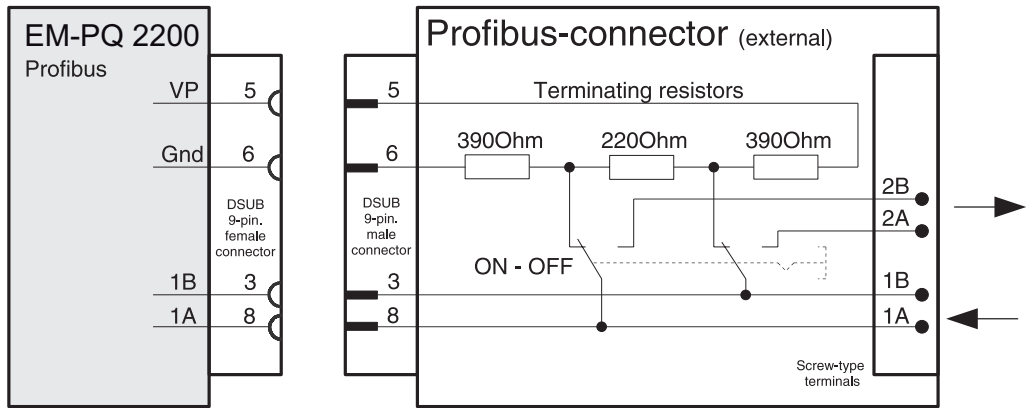 EM-PQ 2200
Profibus
VP 5
Gnd 6
DSUB
9-pin.
female
connector
1B 3
1A 8
Profibus-connector (external)
5 Terminating resistors
6 390Ohm 220Ohm 390Ohm
DSUB
9-pin.
male
connector
2B
2A
ON - OFF
3 1B
8 1A
Screw-type
terminals